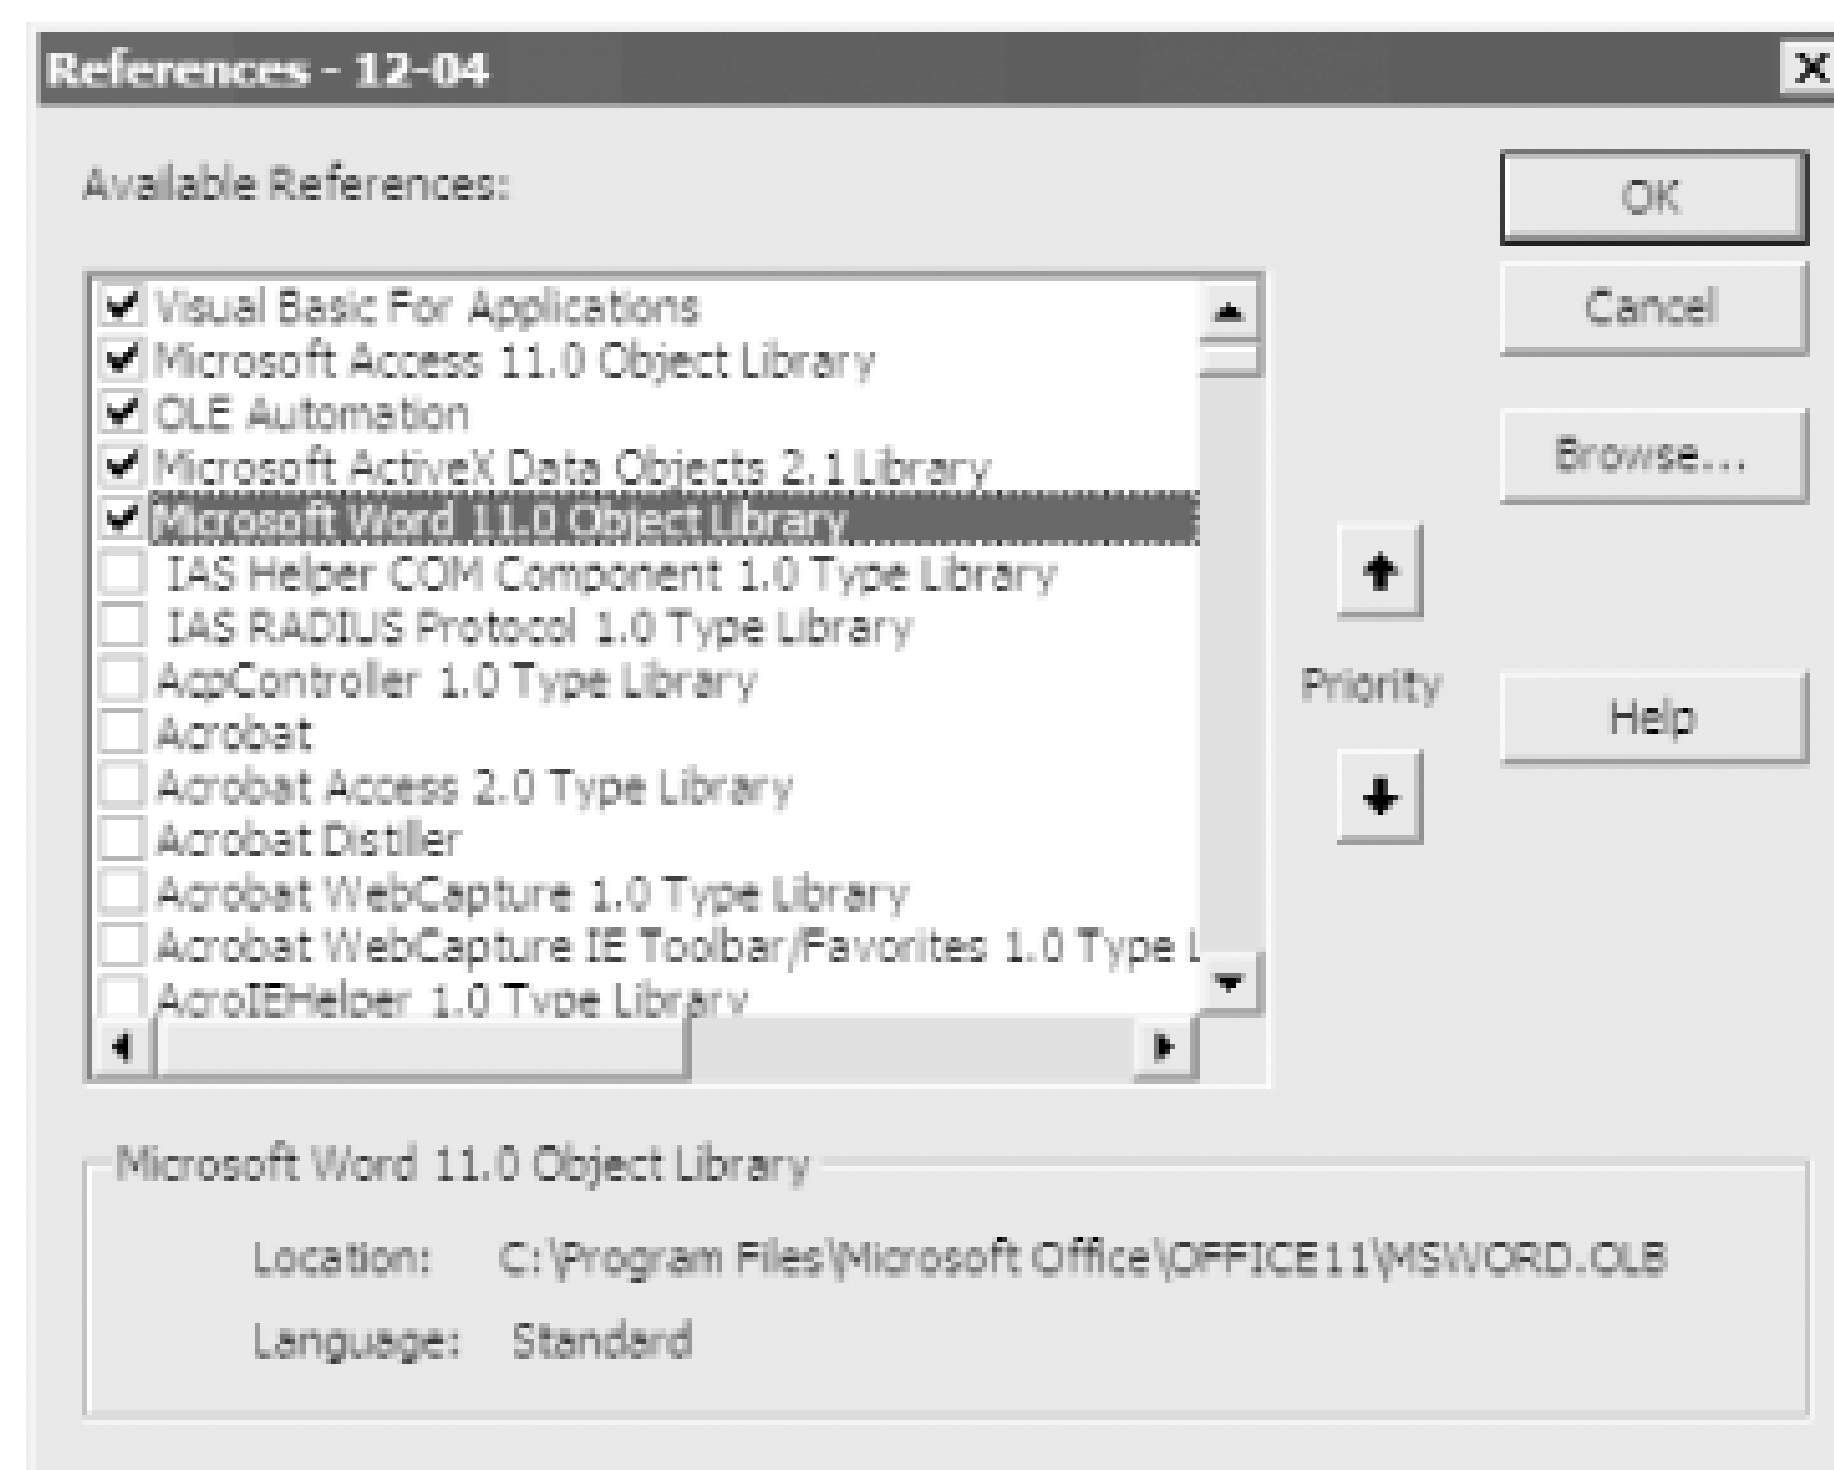 References - 12-04
Available References:
OK
Cancel
Browse...
Priority
Help
Visual Basic For Applications
Microsoft Access 11.0 Object Library
OLE Automation
Microsoft ActiveX Data Objects 2.1 Library
Microsoft Word 11.0 Object Library
IAS Helper COM Component 1.0 Type Library
IAS RADIUS Protocol 1.0 Type Library
AcpController 1.0 Type Library
Acrobat
Acrobat Access 2.0 Type Library
Acrobat Distiller
Acrobat WebCapture 1.0 Type Library
Acrobat WebCapture IE Toolbar/Favorites 1.0 Type L
AcroIEHelper 1.0 Type Library
Microsoft Word 11.0 Object Library
Location: C:\Program Files\Microsoft Office\OFFICE11\MSWORD.OLB
Language: Standard